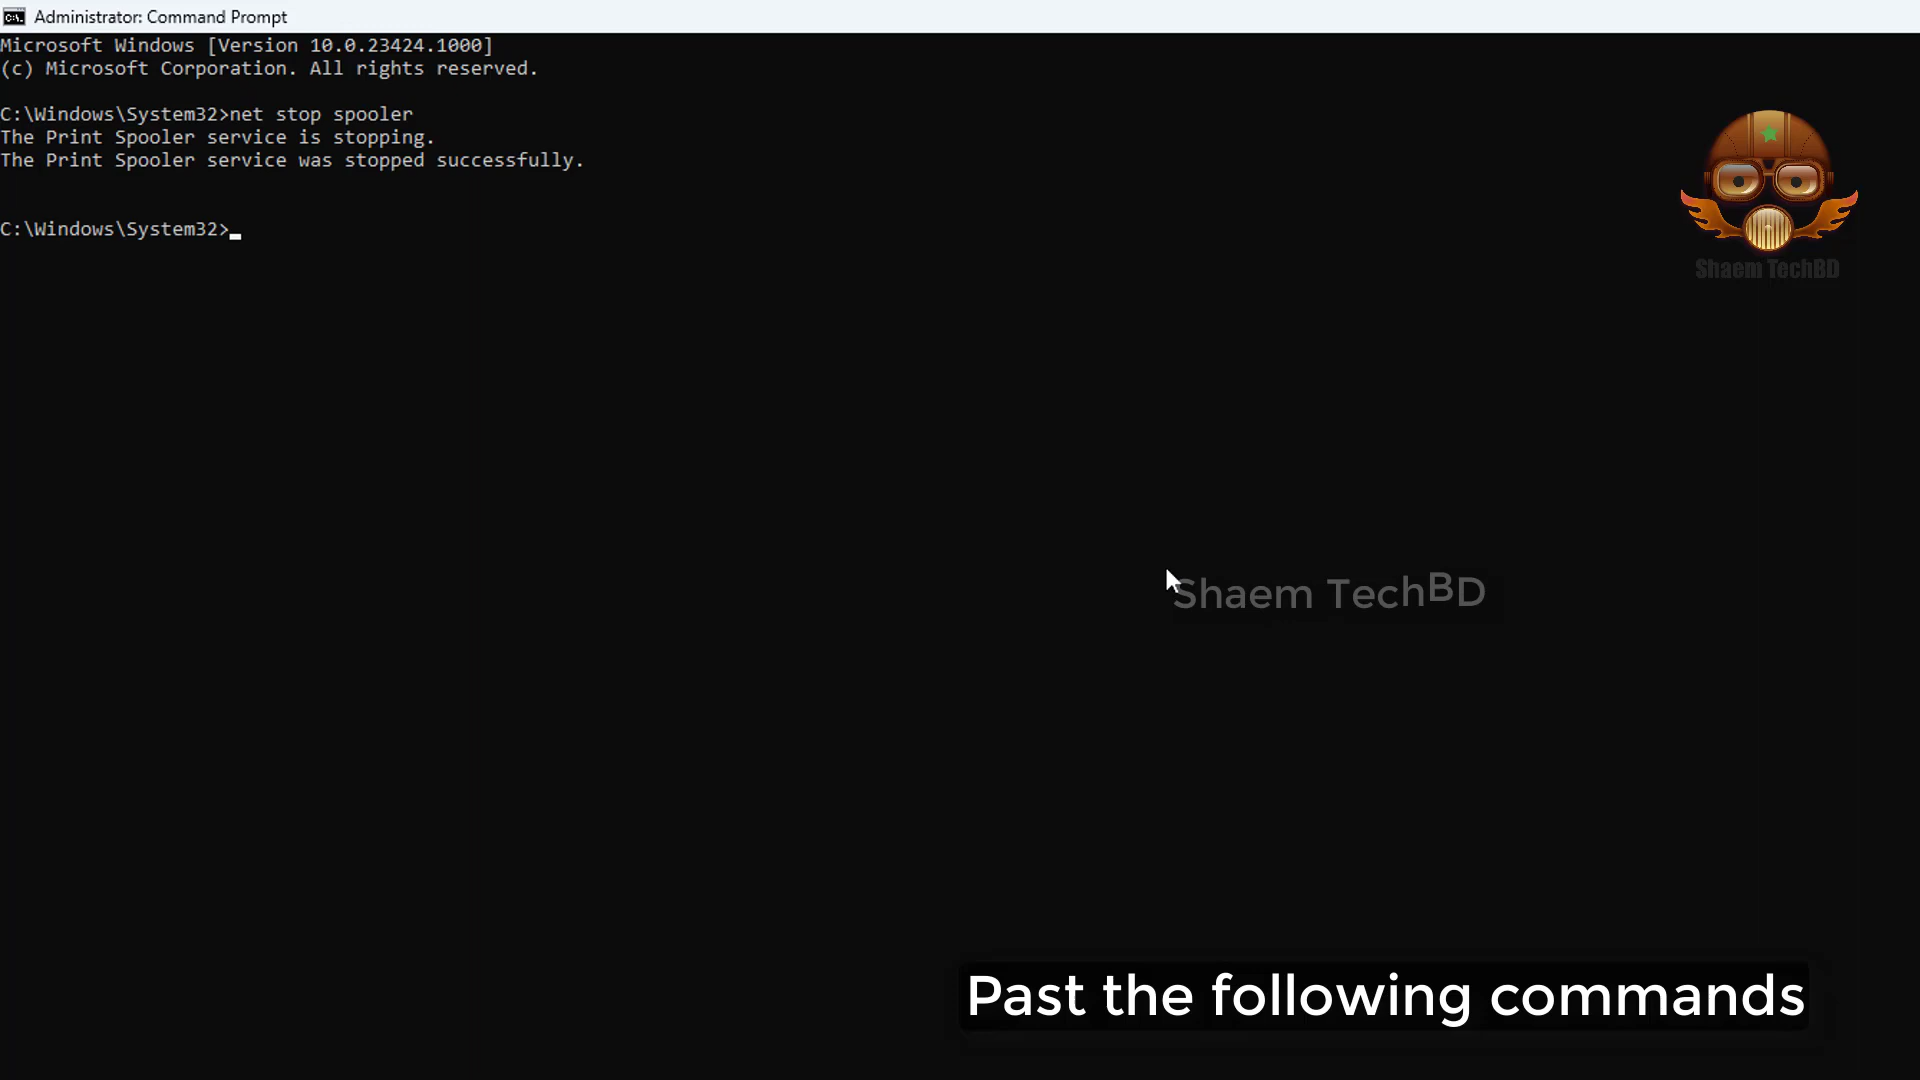 Administrator: Command Prompt
Microsoft Windows [Version 10.0.23424.1000]
(c) Microsoft Corporation. All rights reserved.
C:\Windows\System32>net stop spooler
The Print Spooler service is stopping.
The Print Spooler service was stopped successfully.
C:\Windows\System32>
Shaem TechBD
Shaem TechBD
Past the following commands